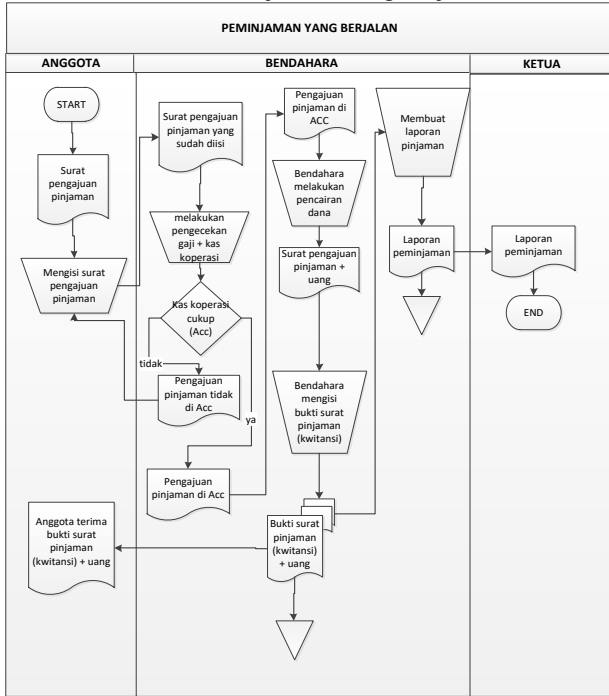 PEMINJAMAN YANG BERJALAN
ANGGOTA
BENDAHARA
KETUA
START
Surat
pengajuan
pinjaman
Mengisi surat
pengajuan
pinjaman
Surat pengajuan
pinjaman yang
sudah diisi
melakukan
pengecekan
gaji + kas
koperasi
Kas koperasi
cukup
(Acc)
tidak
Pengajuan
pinjaman tidak
di Acc
ya
Pengajuan
pinjaman di Acc
Pengajuan
pinjaman di
ACC
Bendahara
melakukan
pencairan
dana
Surat pengajuan
pinjaman +
uang
Bendahara
mengisi
bukti surat
pinjaman
(kwitansi)
Bukti surat
pinjaman
(kwitansi)
+ uang
Anggota terima
bukti surat
pinjaman
(kwitansi) + uang
Membuat
laporan
pinjaman
Laporan
peminjaman
Laporan
peminjaman
END